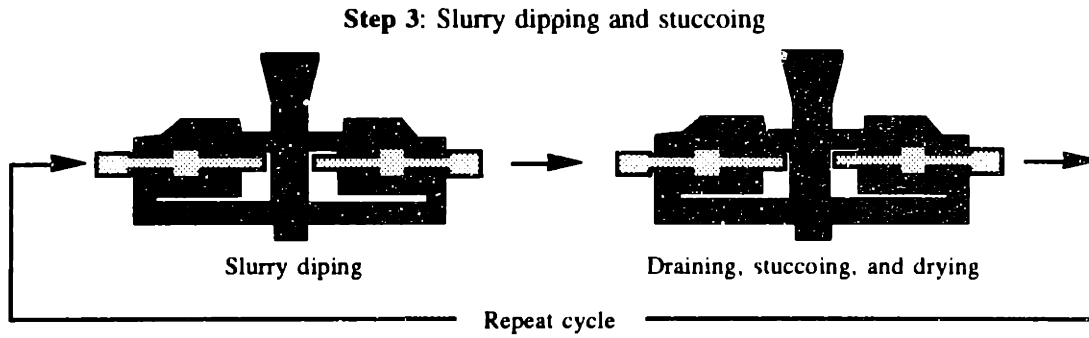 Step 3: Slurry dipping and stuccoing
Slurry diping
Draining, stuccoing, and drying
Repeat cycle